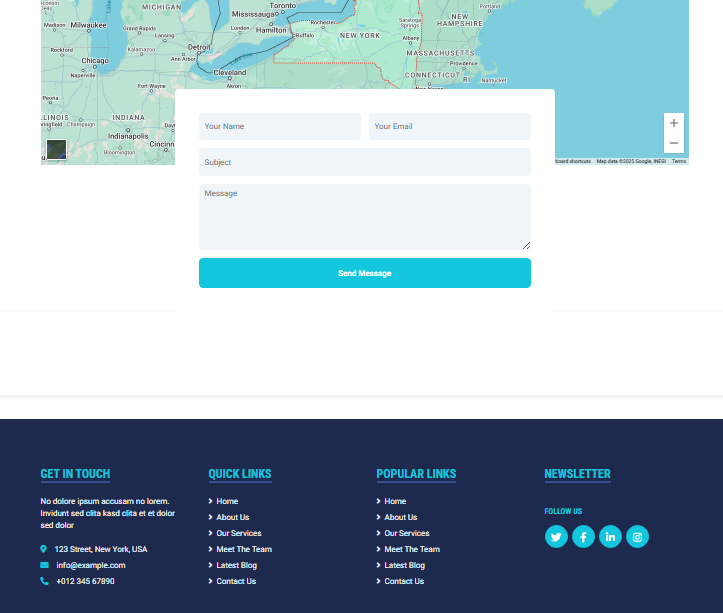 MICHIGAN
Toronto
Mississauga
Hamilton
Rochester
Buffalo
London
NEW YORK
Portland
NEW
HAMPSHIRE
Saratoga
Springs
Albany
MASSACHUSETTS
Providence
CONNECTICUT
RI
Nantucket
Madison
Milwaukee
Grand Rapids
Lansing
Rockford
Kalamazoo
Ann Arbor
Detroit
Chicago
Naperville
Cleveland
Akron
Fort Wayne
Peoria
INDIANA
Champaign
Indianapolis
Bloomington
Your Name
Your Email
Subject
Message
Send Message
Map data ©2025 Google, INEGI
Terms
GET IN TOUCH
No dolore ipsum accusam no lorem.
Invidunt sed clita kasd clita et et dolor
sed dolor
123 Street, New York, USA
info@example.com
+012 345 67890
QUICK LINKS
Home
About Us
Our Services
Meet The Team
Latest Blog
Contact Us
POPULAR LINKS
Home
About Us
Our Services
Meet The Team
Latest Blog
Contact Us
NEWSLETTER
FOLLOW US